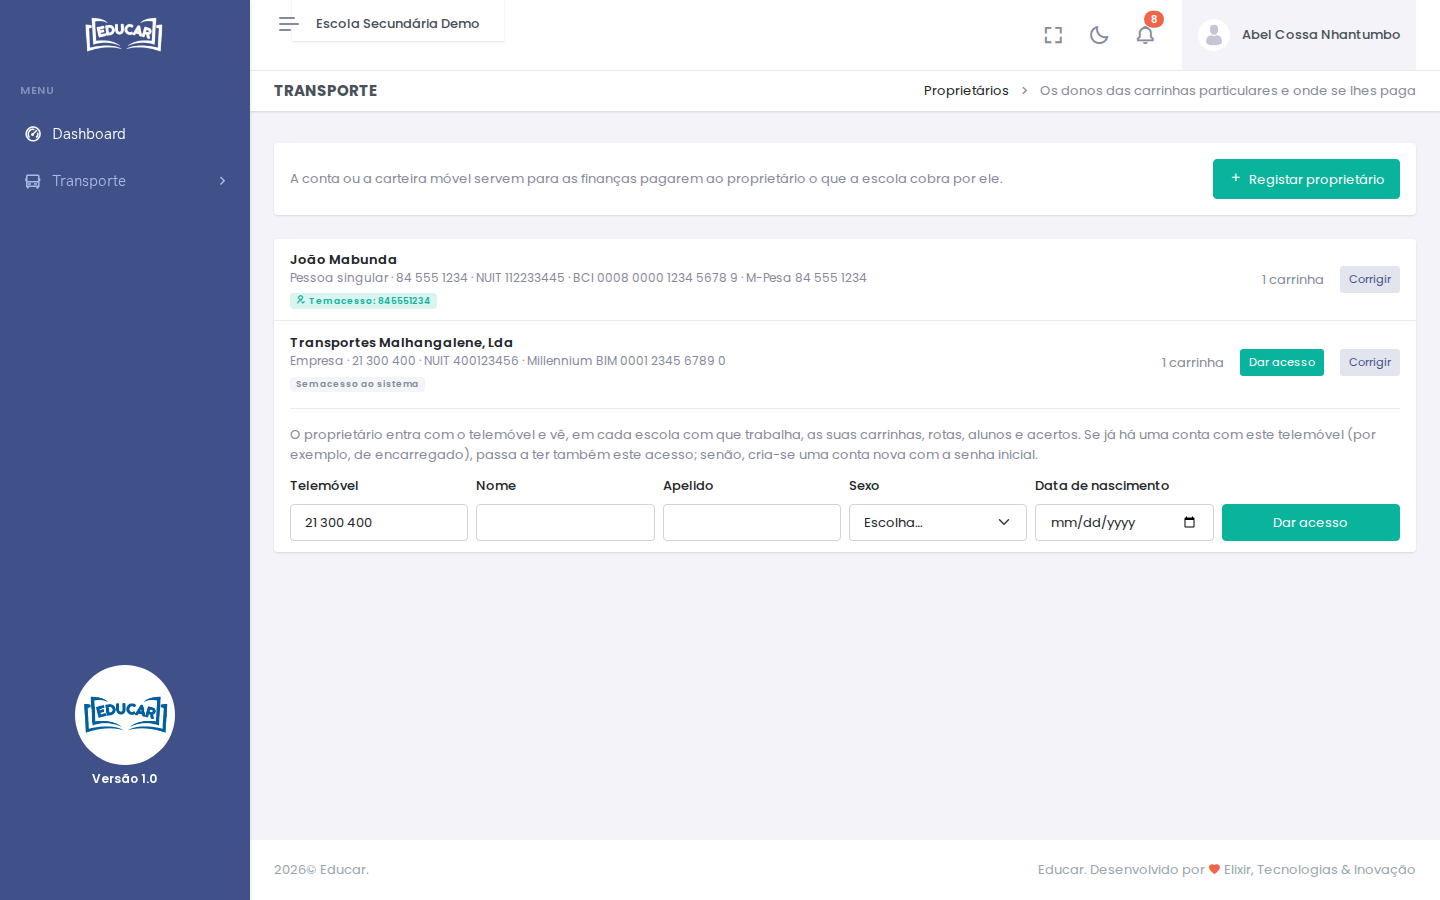 EDUCAR
Escola Secundária Demo
8
Abel Cossa Nhantumbo
MENU
Dashboard
Transporte
TRANSPORTE
Proprietários > Os donos das carrinhas particulares e onde se lhes paga
A conta ou a carteira móvel servem para as finanças pagarem ao proprietário o que a escola cobra por ele.
+ Registar proprietário
João Mabunda
Pessoa singular · 84 555 1234 · NUIT 112233445 · BCI 0008 0000 1234 5678 9 · M-Pesa 84 555 1234
Tem acesso: 845551234
1 carrinha
Corrigir
Transportes Malhangalene, Lda
Empresa · 21 300 400 · NUIT 400123456 · Millennium BIM 0001 2345 6789 0
Sem acesso ao sistema
1 carrinha
Dar acesso
Corrigir
O proprietário entra com o telemóvel e vê, em cada escola com que trabalha, as suas carrinhas, rotas, alunos e acertos. Se já há uma conta com este telemóvel (por
exemplo, de encarregado), passa a ter também este acesso; senão, cria-se uma conta nova com a senha inicial.
Telemóvel Nome Apelido Sexo Data de nascimento
21 300 400 Escolha... mm/dd/yyyy Dar acesso
EDUCAR
Versão 1.0
2026© Educar.
Educar. Desenvolvido por ❤ Elixir, Tecnologias & Inovação